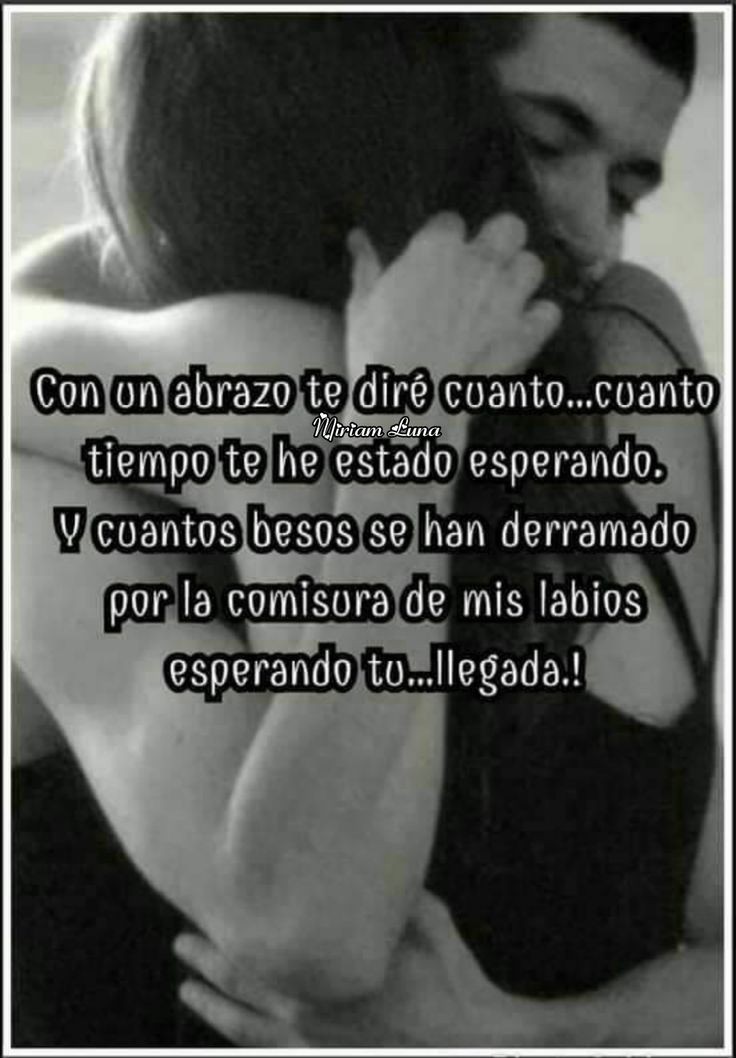 Con un abrazo te diré cuanto...cuanto
Miriam Luna
tiempo te he estado esperando.
Y cuantos besos se han derramado
por la comisura de mis labios
esperando tu...llegada.!